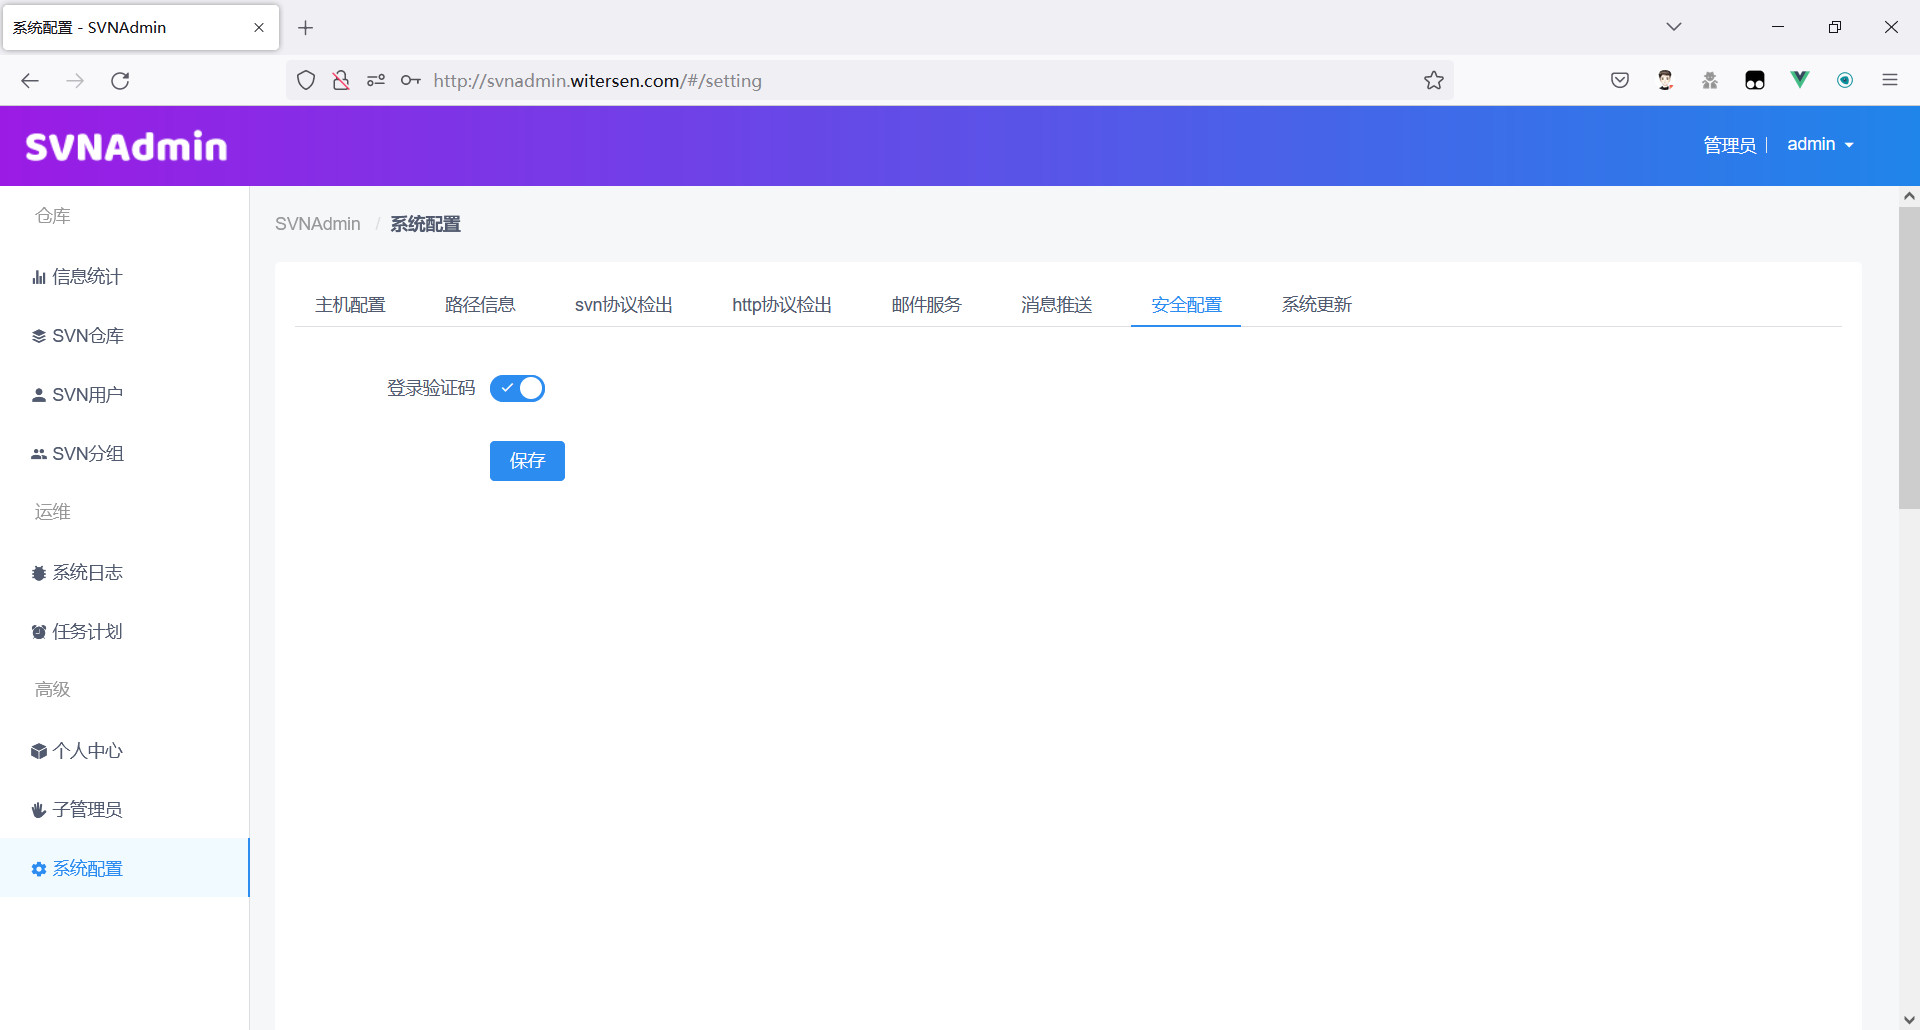 系统配置 - SVNAdmin
http://svnadmin.witersen.com/#/setting
SVNAdmin
管理员
admin
仓库
信息统计
SVN仓库
SVN用户
SVN分组
运维
系统日志
任务计划
高级
个人中心
子管理员
系统配置
SVNAdmin / 系统配置
主机配置 路径信息 svn协议检出 http协议检出 邮件服务 消息推送 安全配置 系统更新
登录验证码
保存